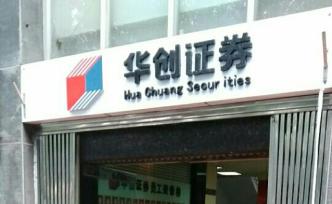 华创证券
Hua Chuang Securities